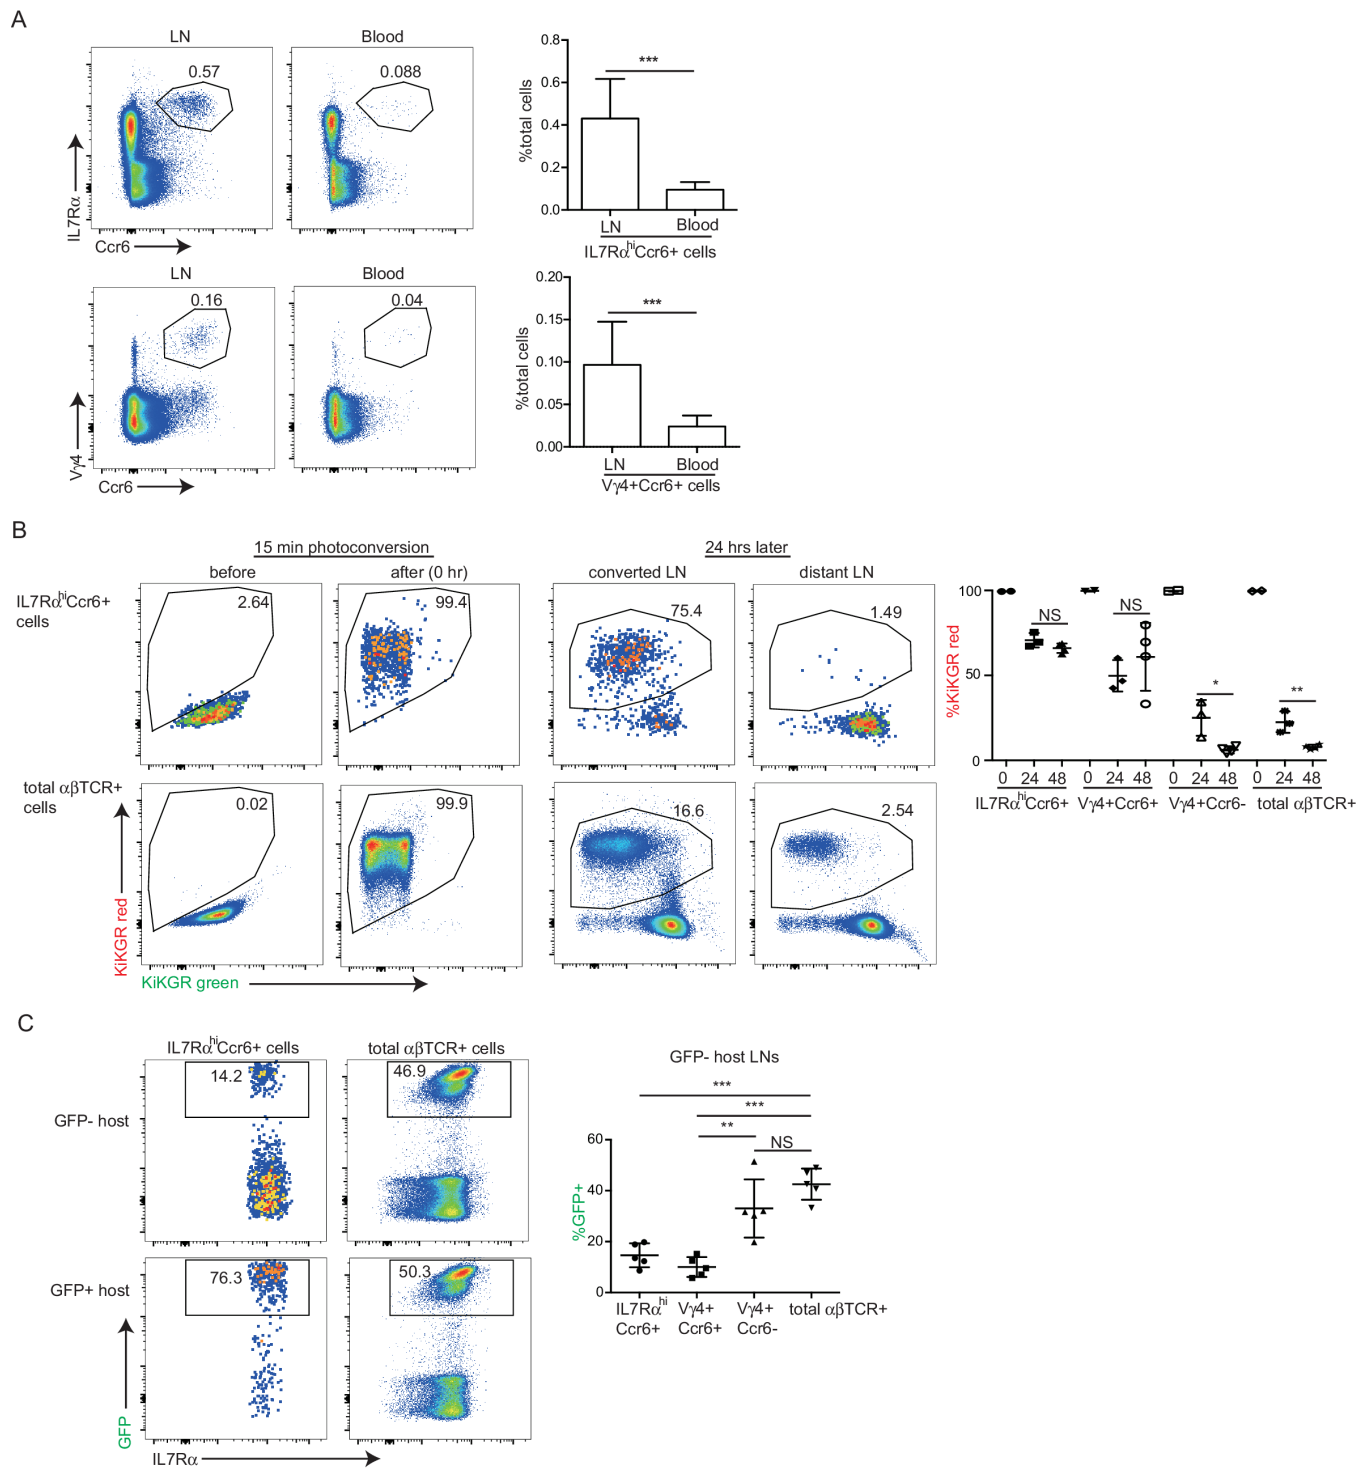 A
LN
Blood
0.57
0.088
IL7Rα
Ccr6
0.8
0.6
0.4
0.2
0.0
%total cells
***
LN
Blood
IL7RαhiCcr6+ cells
LN
Blood
0.16
0.04
Vγ4
Ccr6
0.20
0.15
0.10
0.05
0.00
%total cells
***
LN
Blood
Vγ4+Ccr6+ cells
B
15 min photoconversion
24 hrs later
before
after (0 hr)
converted LN
distant LN
IL7RαhiCcr6+
cells
2.64
99.4
75.4
1.49
total αβTCR+
cells
0.02
99.9
16.6
2.54
KiKGR red
KiKGR green
100
50
0
%KiKGR red
NS
NS
*
**
0 24 48 0 24 48 0 24 48 0 24 48
IL7RαhiCcr6+ Vγ4+Ccr6+ Vγ4+Ccr6- total αβTCR+
C
IL7RαhiCcr6+ cells
total αβTCR+ cells
GFP- host
14.2
46.9
GFP+ host
76.3
50.3
GFP
IL7Rα
GFP- host LNs
***
***
**
NS
60
40
20
0
%GFP+
IL7Rαhi Vγ4+ Vγ4+ total αβTCR+
Ccr6+ Ccr6+ Ccr6-